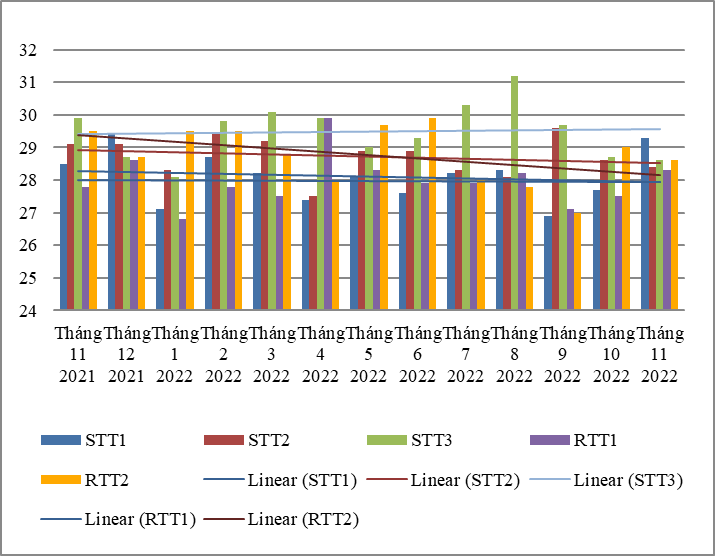 32
31
30
29
28
27
26
25
24
Tháng Tháng Tháng Tháng Tháng Tháng Tháng Tháng Tháng Tháng Tháng Tháng Tháng
11 12 1 2 3 4 5 6 7 8 9 10 11
2021 2021 2022 2022 2022 2022 2022 2022 2022 2022 2022 2022 2022
STT1 STT2 STT3 RTT1
RTT2 Linear (STT1) Linear (STT2) Linear (STT3)
Linear (RTT1) Linear (RTT2)